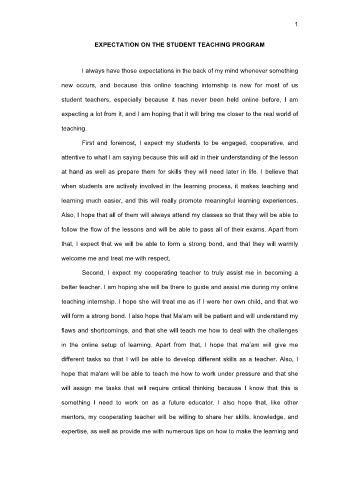 1
EXPECTATION ON THE STUDENT TEACHING PROGRAM
I always have those expectations in the back of my mind whenever something
new occurs, and because this online teaching internship is new for most of us
student teachers, especially because it has never been held online before, I am
expecting a lot from it, and I am hoping that it will bring me closer to the real world of
teaching.
First and foremost, I expect my students to be engaged, cooperative, and
attentive to what I am saying because this will aid in their understanding of the lesson
at hand as well as prepare them for skills they will need later in life. I believe that
when students are actively involved in the learning process, it makes teaching and
learning much easier, and this will really promote meaningful learning experiences.
Also, I hope that all of them will always attend my classes so that they will be able to
follow the flow of the lessons and will be able to pass all of their exams. Apart from
that, I expect that we will be able to form a strong bond, and that they will warmly
welcome me and treat me with respect,
Second, I expect my cooperating teacher to truly assist me in becoming a
better teacher. I am hoping she will be there to guide and assist me during my online
teaching internship. I hope she will treat me as if I were her own child, and that we
will form a strong bond. I also hope that Ma'am will be patient and will understand my
flaws and shortcomings, and that she will teach me how to deal with the challenges
in the online setup of learning. Apart from that, I hope that ma'am will give me
different tasks so that I will be able to develop different skills as a teacher. Also, I
hope that ma'am will be able to teach me how to work under pressure and that she
will assign me tasks that will require critical thinking because I know that this is
something I need to work on as a future educator. I also hope that, like other
mentors, my cooperating teacher will be willing to share her skills, knowledge, and
expertise, as well as provide me with numerous tips on how to make the learning and